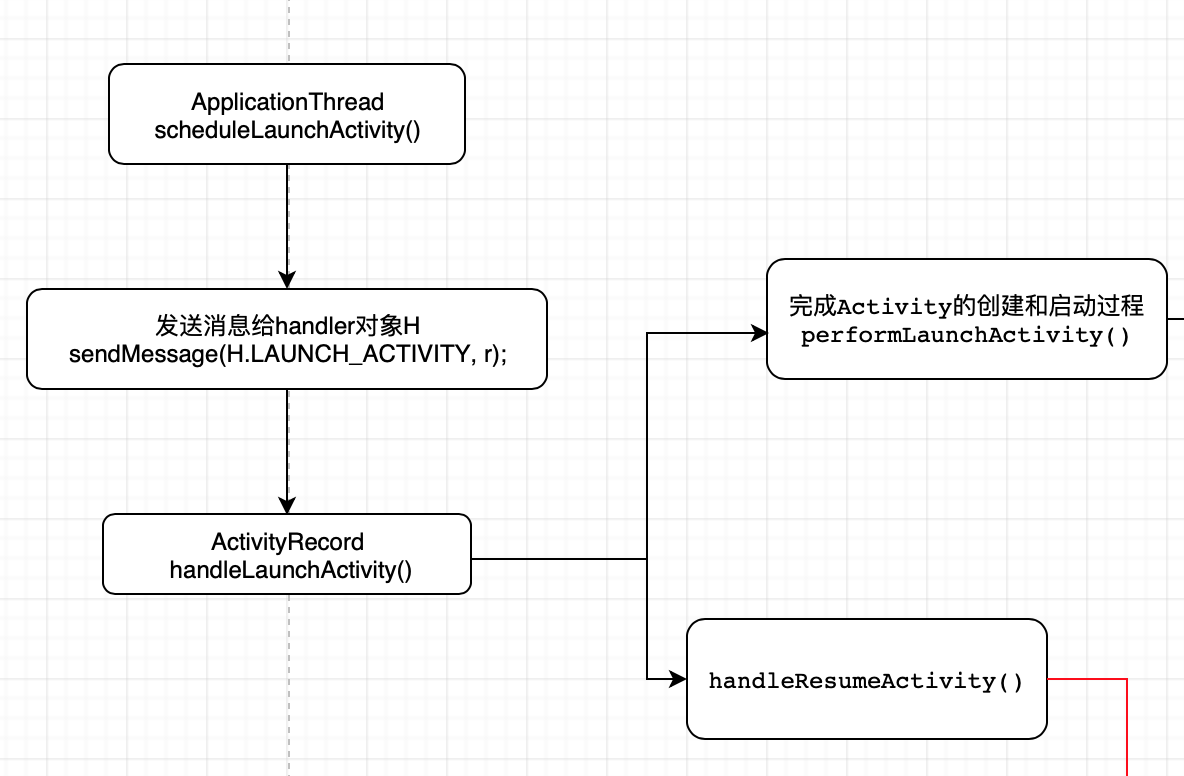 ApplicationThread
scheduleLaunchActivity()
发送消息给handler对象H
sendMessage(H.LAUNCH_ACTIVITY, r);
ActivityRecord
handleLaunchActivity()
完成Activity的创建和启动过程
performLaunchActivity()
handleResumeActivity()